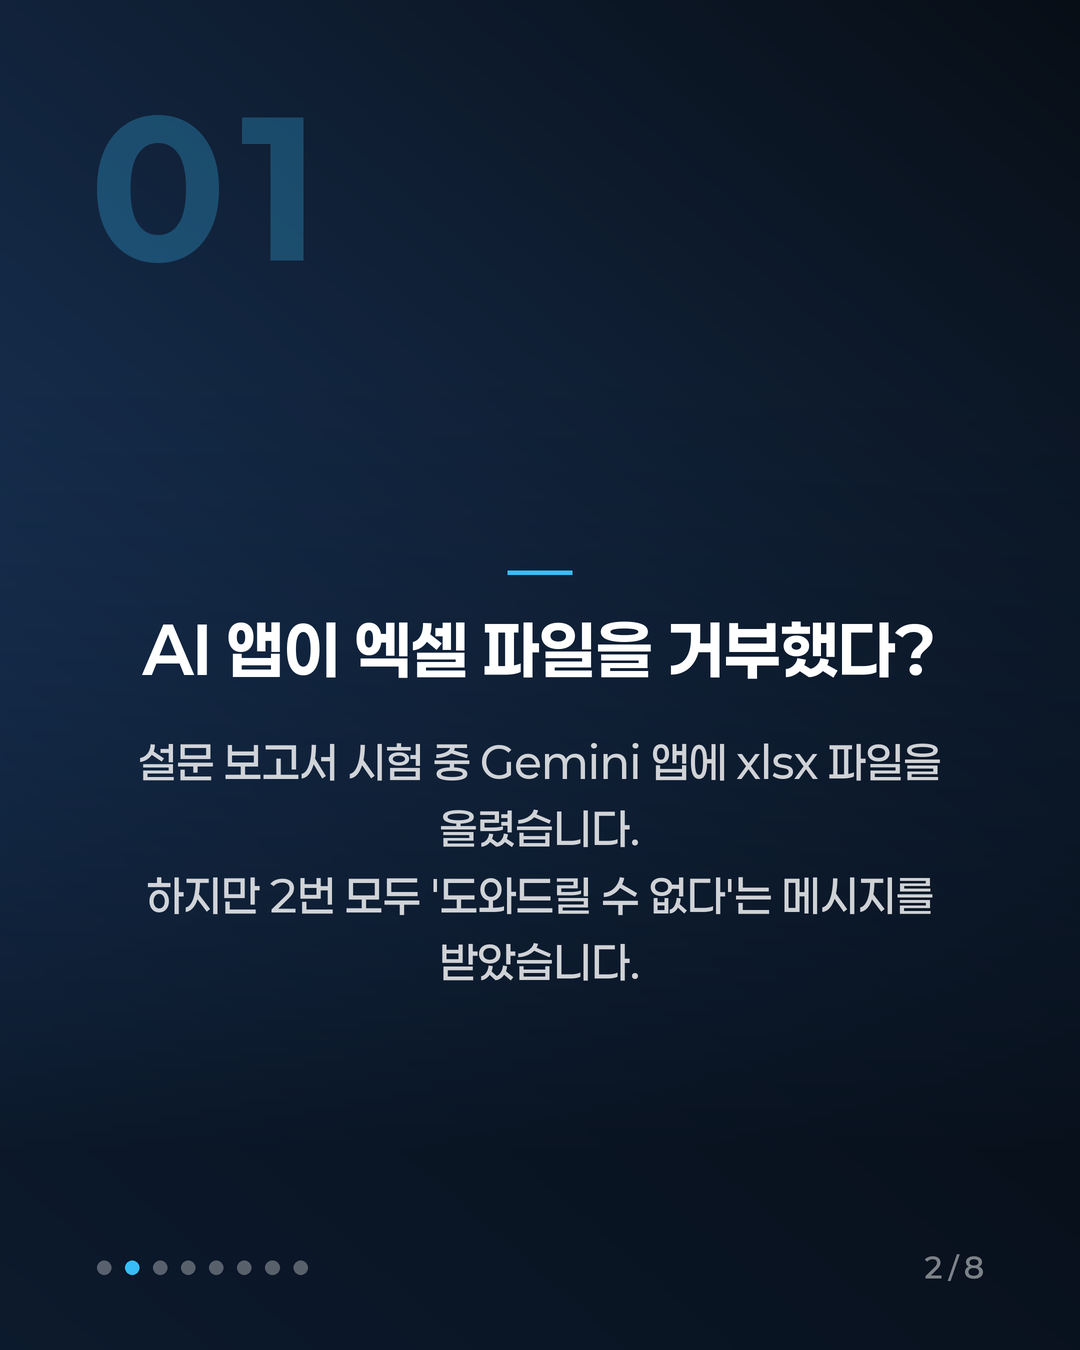 01
AI 앱이 엑셀 파일을 거부했다?
설문 보고서 시험 중 Gemini 앱에 xlsx 파일을
올렸습니다.
하지만 2번 모두 '도와드릴 수 없다'는 메시지를
받았습니다.
2/8